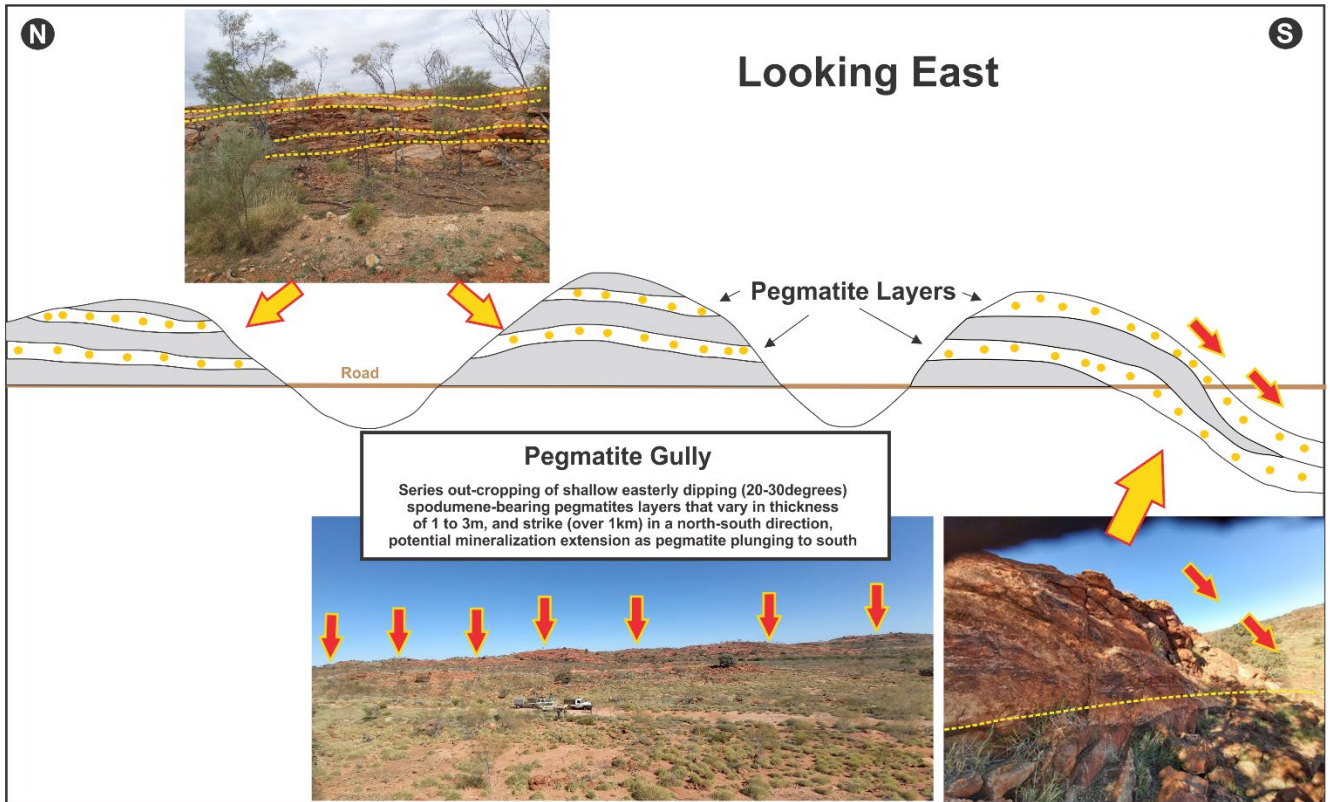 N
S
Looking East
Pegmatite Layers
Road
Pegmatite Gully
Series out-cropping of shallow easterly dipping (20-30degrees)
spodumene-bearing pegmatites layers that vary in thickness
of 1 to 3m, and strike (over 1km) in a north-south direction,
potential mineralization extension as pegmatite plunging to south